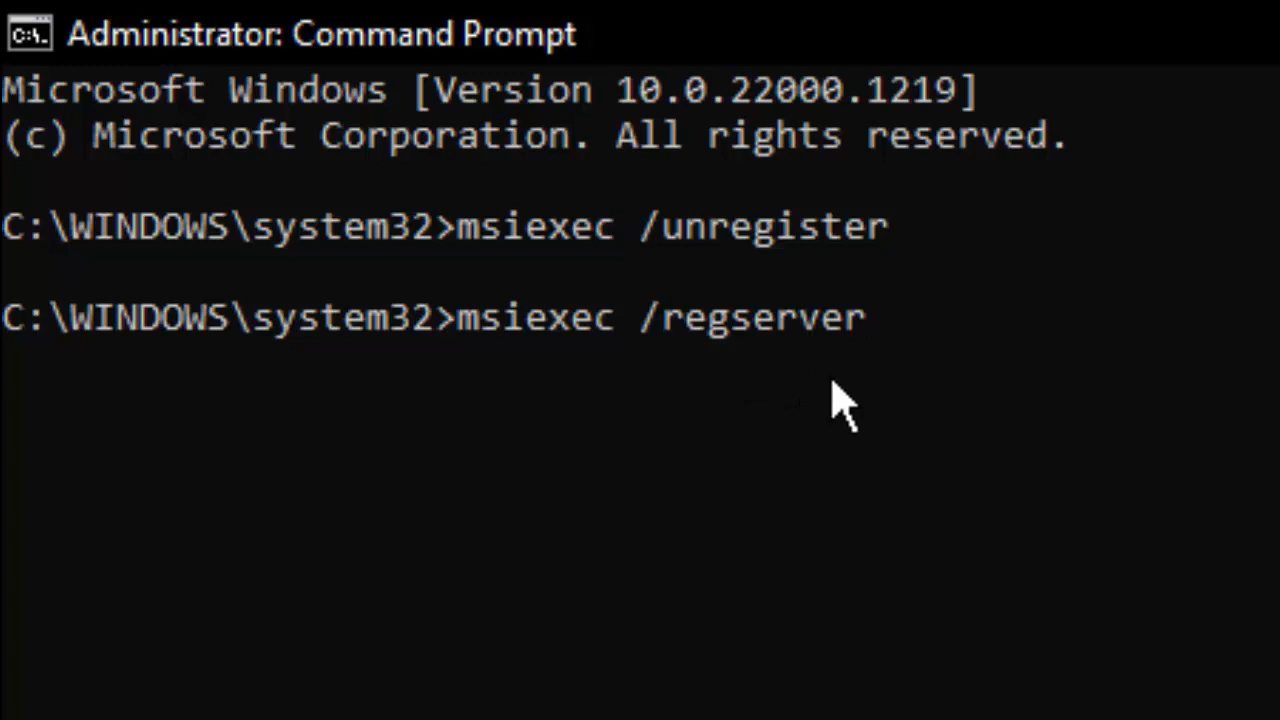 Administrator: Command Prompt
Microsoft Windows [Version 10.0.22000.1219]
(c) Microsoft Corporation. All rights reserved.
C:\WINDOWS\system32>msiexec /unregister
C:\WINDOWS\system32>msiexec /regserver